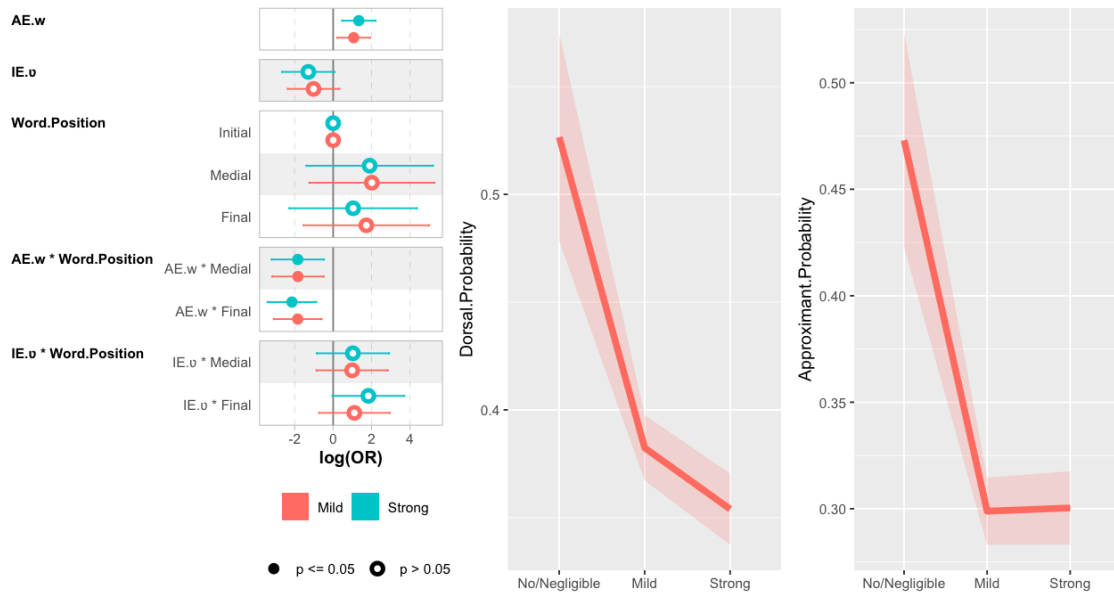 AE.w
IE.ʋ
Word.Position
Initial
Medial
Final
AE.w * Word.Position
AE.w * Medial
AE.w * Final
IE.ʋ * Word.Position
IE.ʋ * Medial
IE.ʋ * Final
-2 0 2 4
log(OR)
Mild Strong
p <= 0.05 p > 0.05
Dorsal.Probability
0.5
0.4
No/Negligible Mild Strong
Approximant.Probability
0.50
0.45
0.40
0.35
0.30
No/Negligible Mild Strong